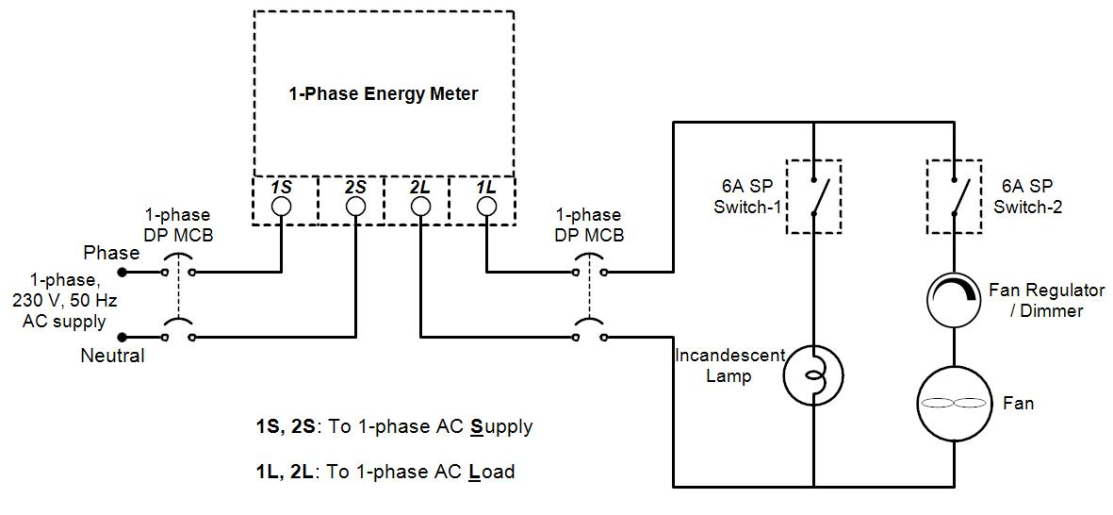 1-Phase Energy Meter
1S 2S 2L 1L
1-phase
DP MCB
1-phase
DP MCB
6A SP
Switch-1
6A SP
Switch-2
Phase
1-phase,
230 V, 50 Hz
AC supply
Neutral
Fan Regulator
/ Dimmer
Incandescent
Lamp
Fan
1S, 2S: To 1-phase AC Supply
1L, 2L: To 1-phase AC Load